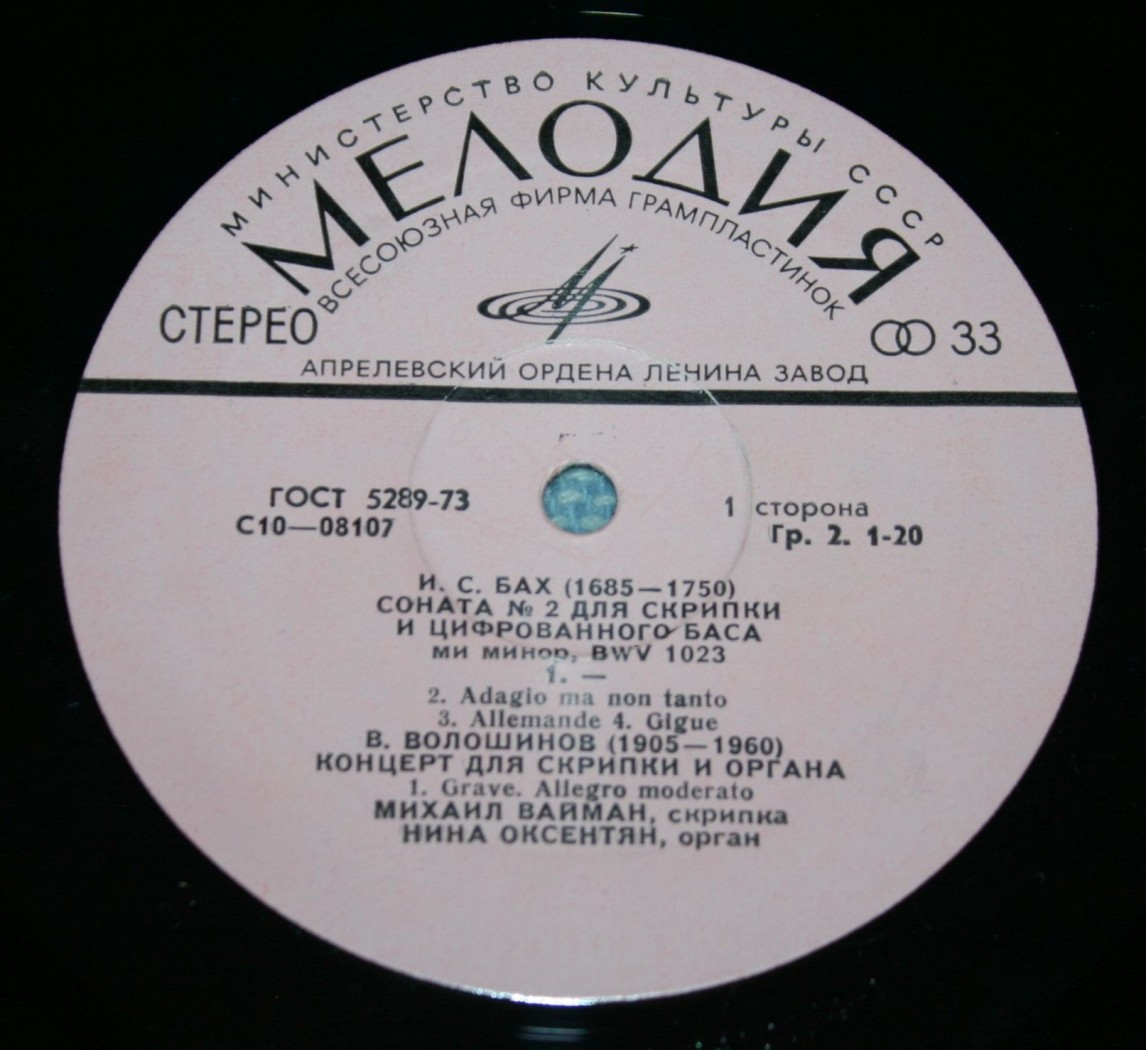 МИНИСТЕРСТВО КУЛЬТУРЫ СССР
МЕЛОДИЯ
ВСЕСОЮЗНАЯ ФИРМА ГРАМПЛАСТИНОК
СТЕРЕО
33
АПРЕЛЕВСКИЙ ОРДЕНА ЛЕНИНА ЗАВОД
ГОСТ 5289-73
С10—08107
1 сторона
Гр. 2. 1-20
И. С. БАХ (1685—1750)
СОНАТА № 2 ДЛЯ СКРИПКИ
И ЦИФРОВАННОГО БАСА
ми минор, BWV 1023
1. —
2. Adagio ma non tanto
3. Allemande 4. Gigue
В. ВОЛОШИНОВ (1905—1960)
КОНЦЕРТ ДЛЯ СКРИПКИ И ОРГАНА
1. Grave. Allegro moderato
МИХАИЛ ВАЙМАН, скрипка
НИНА ОКСЕНТЯН, орган